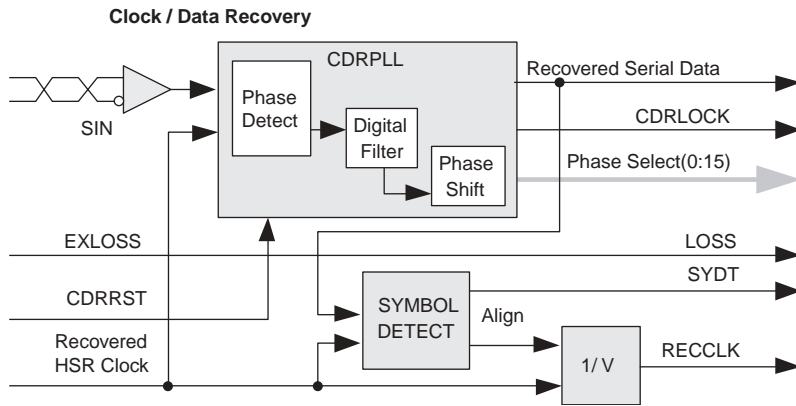 Clock / Data Recovery
CDRPLL
Recovered Serial Data
Phase
Detect
SIN
Digital
Filter
CDRLOCK
Phase
Shift
Phase Select(0:15)
EXLOSS
LOSS
SYDT
CDRRST
SYMBOL
DETECT
Align
Recovered
HSR Clock
1/ V
RECCLK